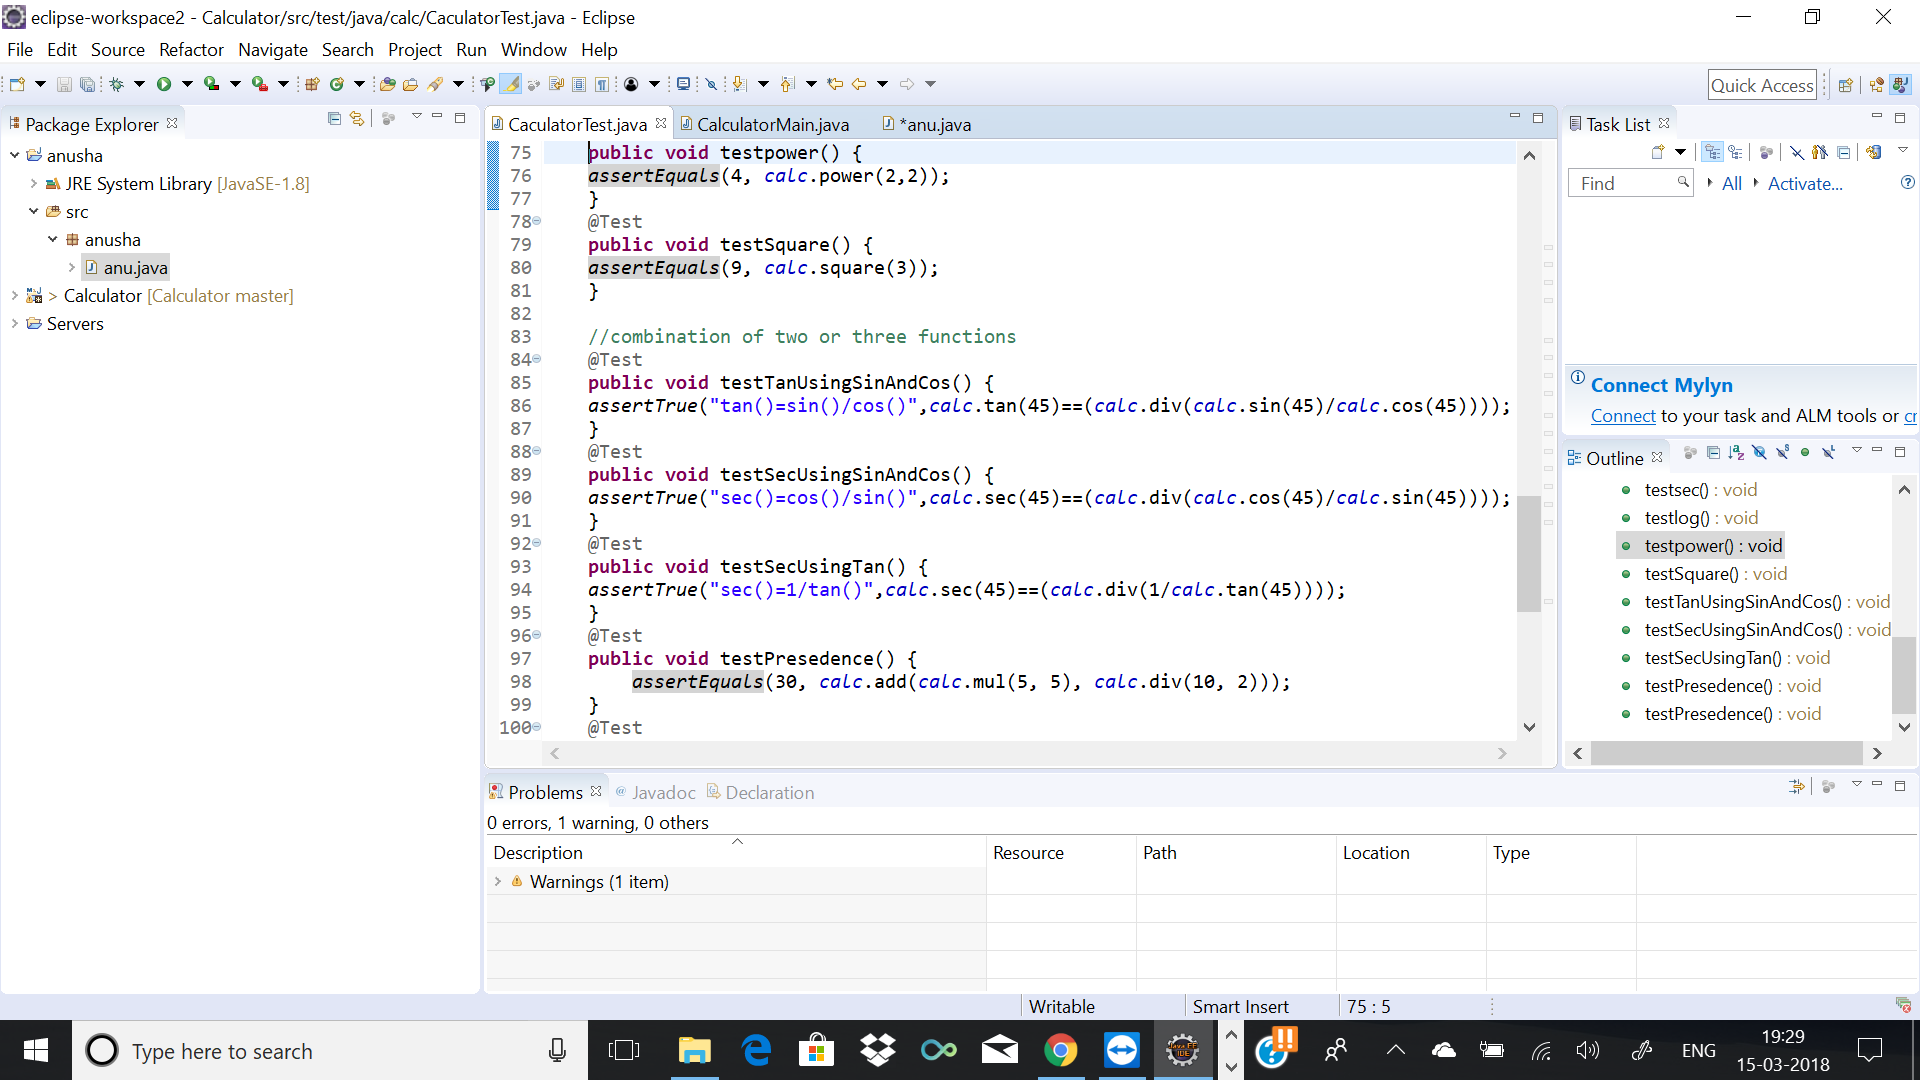 eclipse-workspace2 - Calculator/src/test/java/calc/CaculatorTest.java - Eclipse
File Edit Source Refactor Navigate Search Project Run Window Help
Quick Access
Package Explorer
anusha
JRE System Library [JavaSE-1.8]
src
anusha
anu.java
> Calculator [Calculator master]
Servers
CaculatorTest.java CalculatorMain.java *anu.java
75 public void testpower() {
76 assertEquals(4, calc.power(2,2));
77 }
78 @Test
79 public void testSquare() {
80 assertEquals(9, calc.square(3));
81 }
82
83 //combination of two or three functions
84 @Test
85 public void testTanUsingSinAndCos() {
86 assertTrue("tan()=sin()/cos()",calc.tan(45)==(calc.div(calc.sin(45)/calc.cos(45))));
87 }
88 @Test
89 public void testSecUsingSinAndCos() {
90 assertTrue("sec()=cos()/sin()",calc.sec(45)==(calc.div(calc.cos(45)/calc.sin(45))));
91 }
92 @Test
93 public void testSecUsingTan() {
94 assertTrue("sec()=1/tan()",calc.sec(45)==(calc.div(1/calc.tan(45))));
95 }
96 @Test
97 public void testPresedence() {
98 assertEquals(30, calc.add(calc.mul(5, 5), calc.div(10, 2)));
99 }
100 @Test
Task List
Find All Activate...
Connect Mylyn
Connect to your task and ALM tools or cr
Outline
testsec() : void
testlog() : void
testpower() : void
testSquare() : void
testTanUsingSinAndCos() : void
testSecUsingSinAndCos() : void
testSecUsingTan() : void
testPresedence() : void
testPresedence() : void
Problems @ Javadoc Declaration
0 errors, 1 warning, 0 others
Description Resource Path Location Type
Warnings (1 item)
Writable Smart Insert 75 : 5
Type here to search
Java EE
IDE
ENG
19:29
15-03-2018